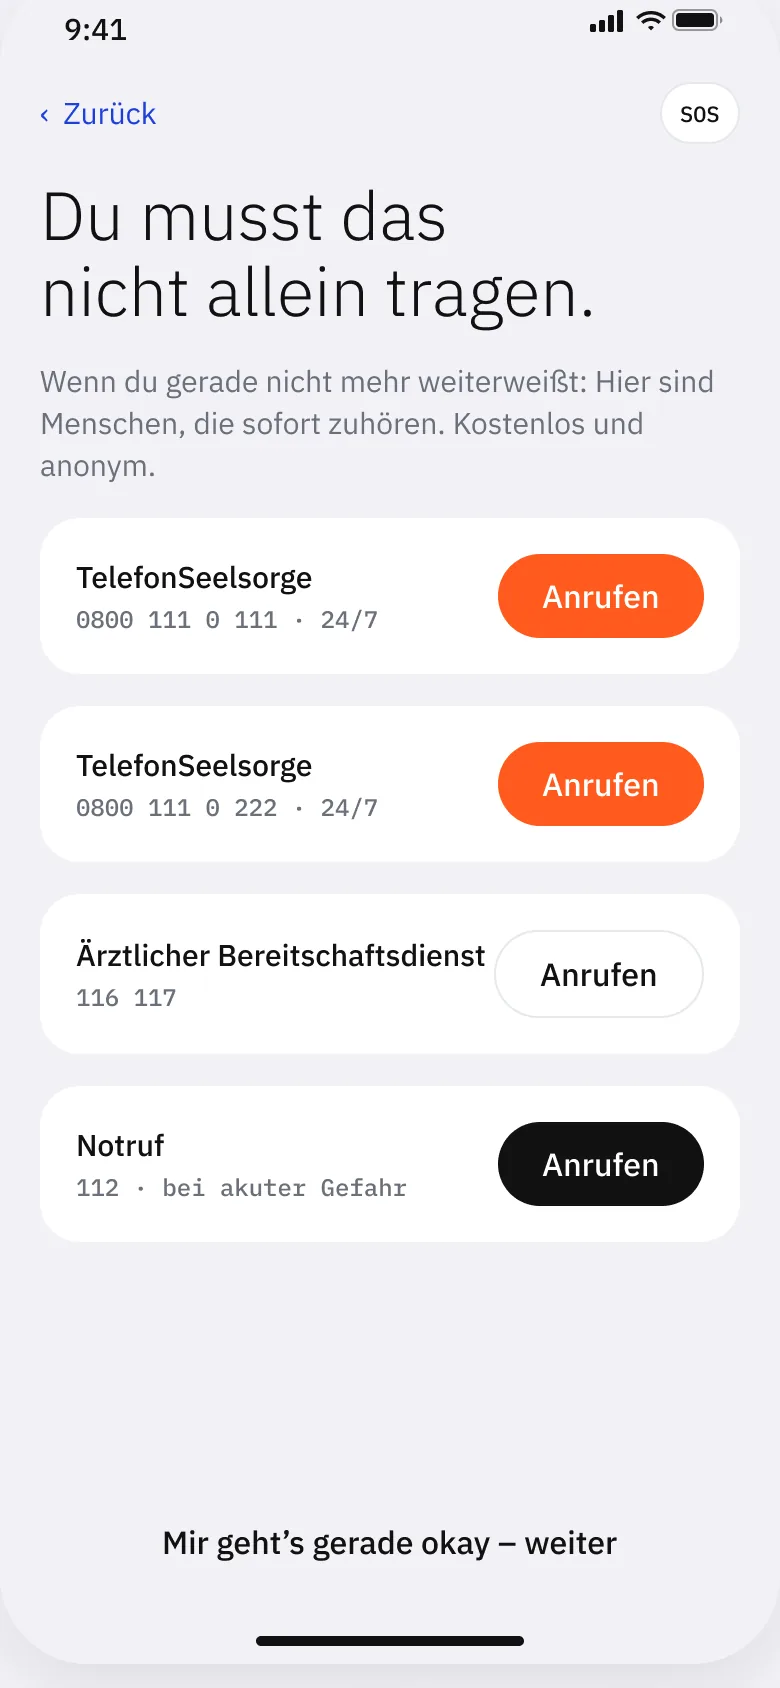 9:41
‹ Zurück
SOS
Du musst das
nicht allein tragen.
Wenn du gerade nicht mehr weiterweißt: Hier sind
Menschen, die sofort zuhören. Kostenlos und
anonym.
TelefonSeelsorge
0800 111 0 111 · 24/7
Anrufen
TelefonSeelsorge
0800 111 0 222 · 24/7
Anrufen
Ärztlicher Bereitschaftsdienst
116 117
Anrufen
Notruf
112 · bei akuter Gefahr
Anrufen
Mir geht’s gerade okay – weiter